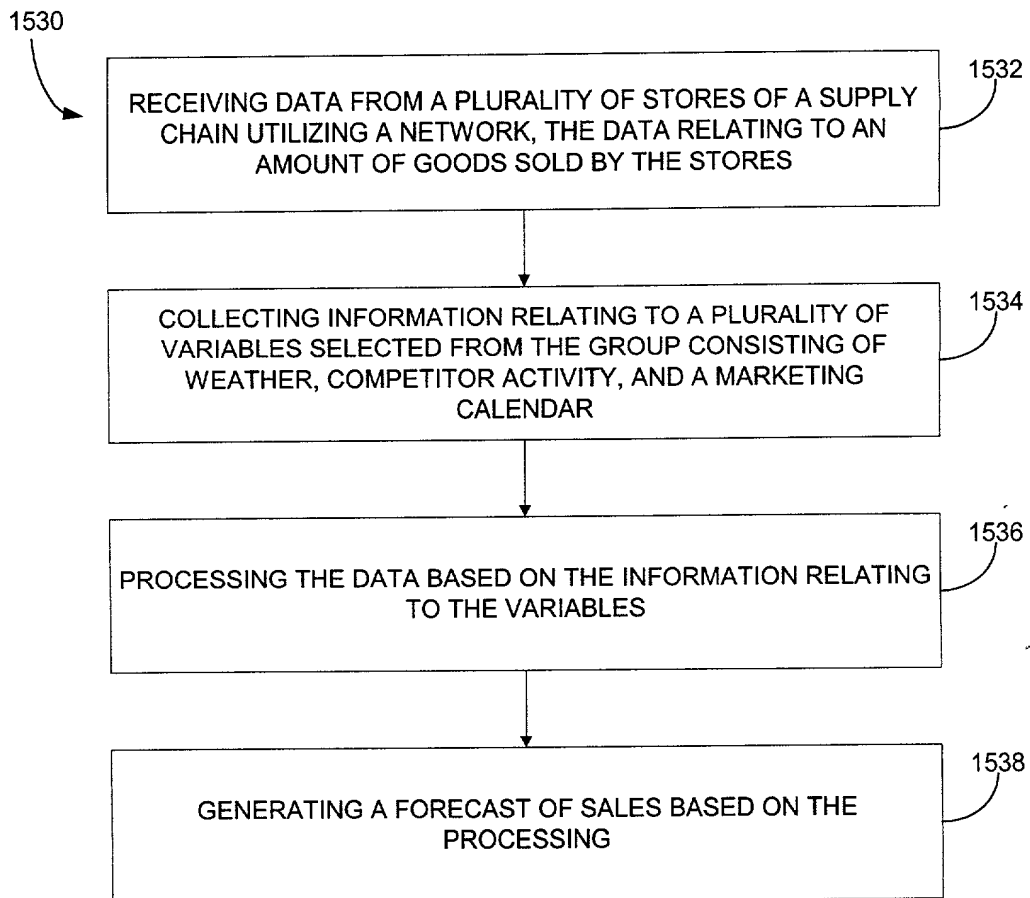 1530
1532
RECEIVING DATA FROM A PLURALITY OF STORES OF A SUPPLY
CHAIN UTILIZING A NETWORK, THE DATA RELATING TO AN
AMOUNT OF GOODS SOLD BY THE STORES
1534
COLLECTING INFORMATION RELATING TO A PLURALITY OF
VARIABLES SELECTED FROM THE GROUP CONSISTING OF
WEATHER, COMPETITOR ACTIVITY, AND A MARKETING
CALENDAR
1536
PROCESSING THE DATA BASED ON THE INFORMATION RELATING
TO THE VARIABLES
1538
GENERATING A FORECAST OF SALES BASED ON THE
PROCESSING